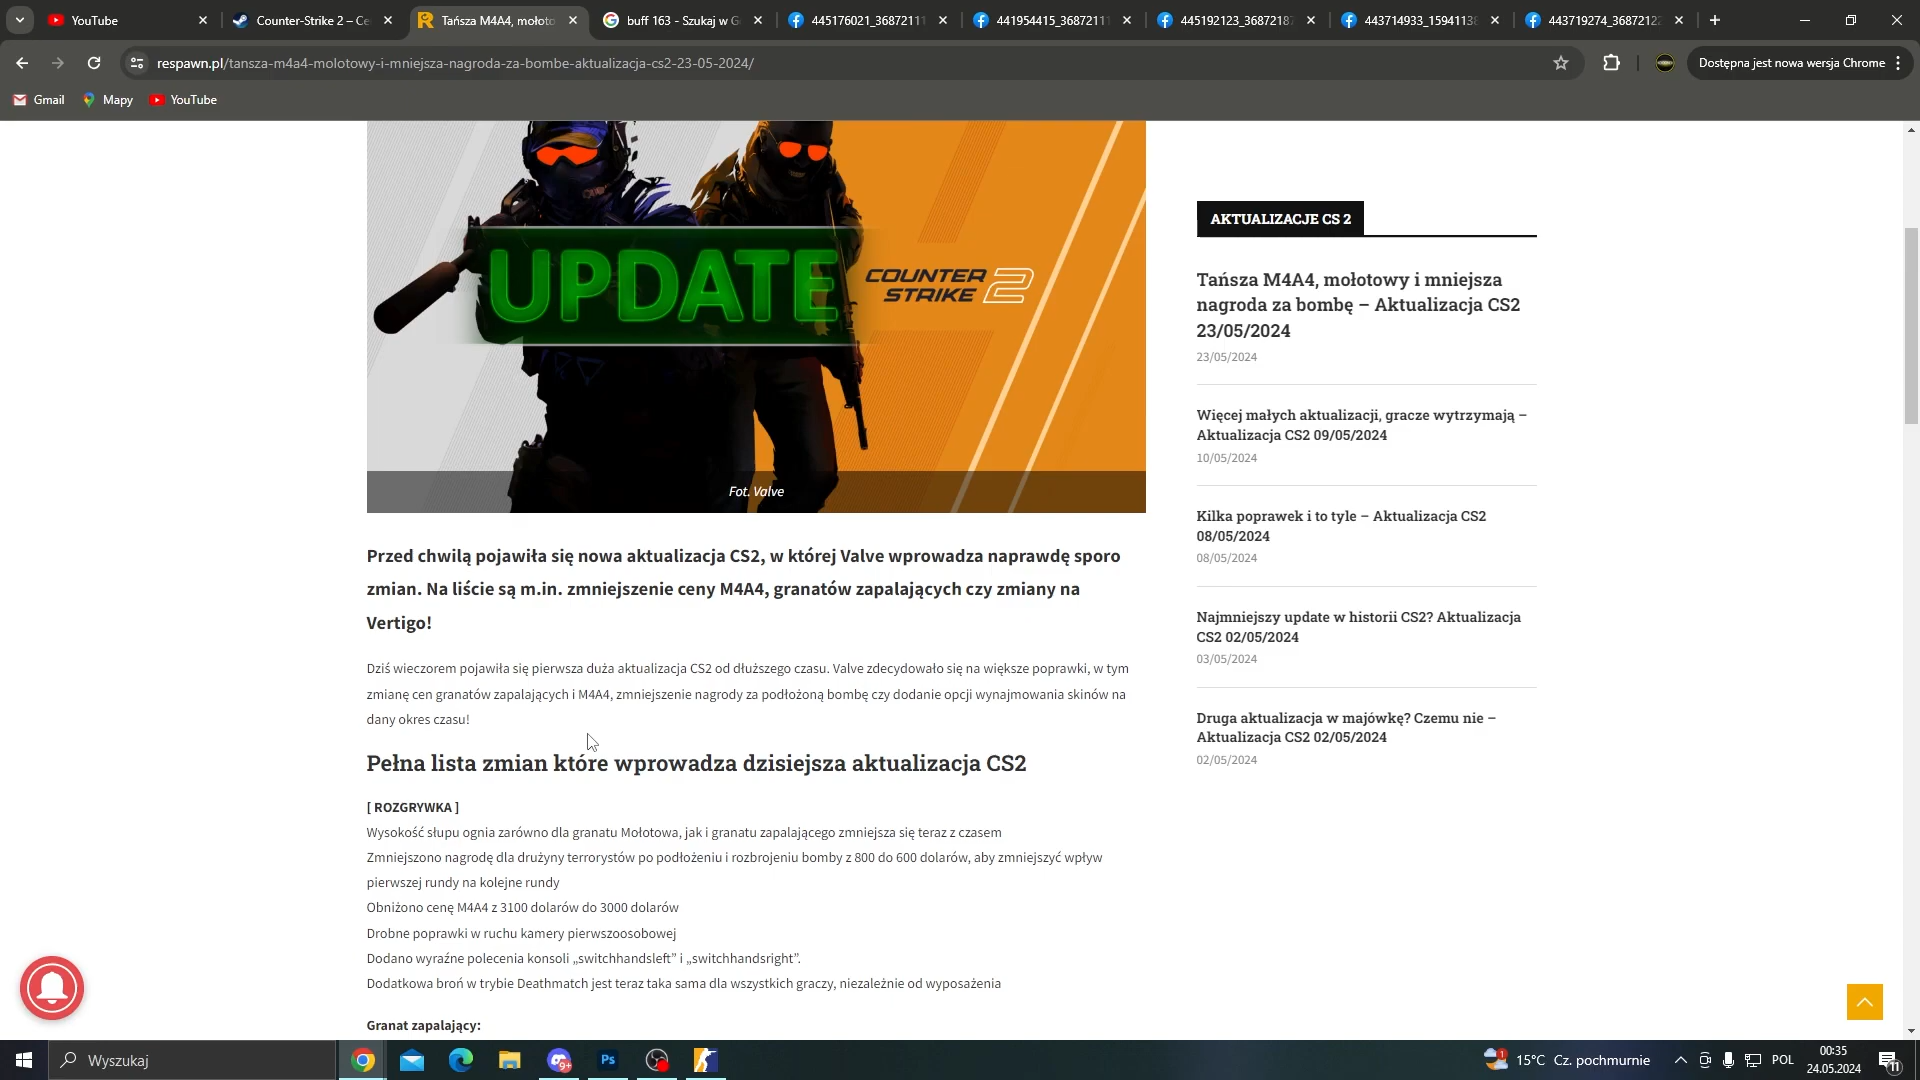 YouTube
Counter-Strike 2 – Ce
Tańsza M4A4, mołoto
buff 163 - Szukaj w G
445176021_36872111
441954415_36872111
445192123_36872187
443714933_15941138
443719274_36872122
respawn.pl/tansza-m4a4-molotowy-i-mniejsza-nagroda-za-bombe-aktualizacja-cs2-23-05-2024/
Dostępna jest nowa wersja Chrome
Gmail
Mapy
YouTube
UPDATE
COUNTER
STRIKE 2
Fot. Valve
Przed chwilą pojawiła się nowa aktualizacja CS2, w której Valve wprowadza naprawdę sporo
zmian. Na liście są m.in. zmniejszenie ceny M4A4, granatów zapalających czy zmiany na
Vertigo!
Dziś wieczorem pojawiła się pierwsza duża aktualizacja CS2 od dłuższego czasu. Valve zdecydowało się na większe poprawki, w tym
zmianę cen granatów zapalających i M4A4, zmniejszenie nagrody za podłożoną bombę czy dodanie opcji wynajmowania skinów na
dany okres czasu!
Pełna lista zmian które wprowadza dzisiejsza aktualizacja CS2
[ ROZGRYWKA ]
Wysokość słupu ognia zarówno dla granatu Mołotowa, jak i granatu zapalającego zmniejsza się teraz z czasem
Zmniejszono nagrodę dla drużyny terrorystów po podłożeniu i rozbrojeniu bomby z 800 do 600 dolarów, aby zmniejszyć wpływ
pierwszej rundy na kolejne rundy
Obniżono cenę M4A4 z 3100 dolarów do 3000 dolarów
Drobne poprawki w ruchu kamery pierwszoosobowej
Dodano wyraźne polecenia konsoli „switchhandsleft” i „switchhandsright”.
Dodatkowa broń w trybie Deathmatch jest teraz taka sama dla wszystkich graczy, niezależnie od wyposażenia
Granat zapalający:
AKTUALIZACJE CS 2
Tańsza M4A4, mołotowy i mniejsza
nagroda za bombę – Aktualizacja CS2
23/05/2024
23/05/2024
Więcej małych aktualizacji, gracze wytrzymają –
Aktualizacja CS2 09/05/2024
10/05/2024
Kilka poprawek i to tyle – Aktualizacja CS2
08/05/2024
08/05/2024
Najmniejszy update w historii CS2? Aktualizacja
CS2 02/05/2024
03/05/2024
Druga aktualizacja w majówkę? Czemu nie –
Aktualizacja CS2 02/05/2024
02/05/2024
Wyszukaj
9+
Ps
1
15°C Cz. pochmurnie
POL
00:35
24.05.2024
11